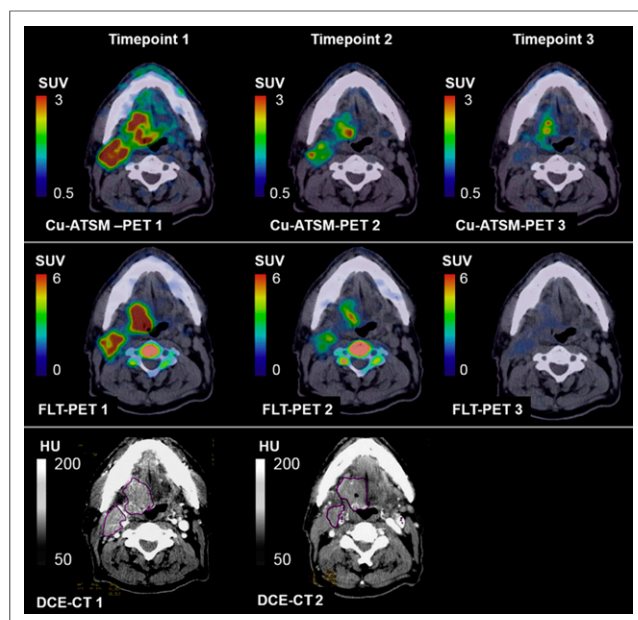 Timepoint 1 Timepoint 2 Timepoint 3
SUV SUV SUV
3 3 3
0.5 0.5 0.5
Cu-ATSM –PET 1 Cu-ATSM-PET 2 Cu-ATSM-PET 3
SUV SUV SUV
6 6 6
0 0 0
FLT-PET 1 FLT-PET 2 FLT-PET 3
HU HU
200 200
50 50
DCE-CT 1 DCE-CT 2